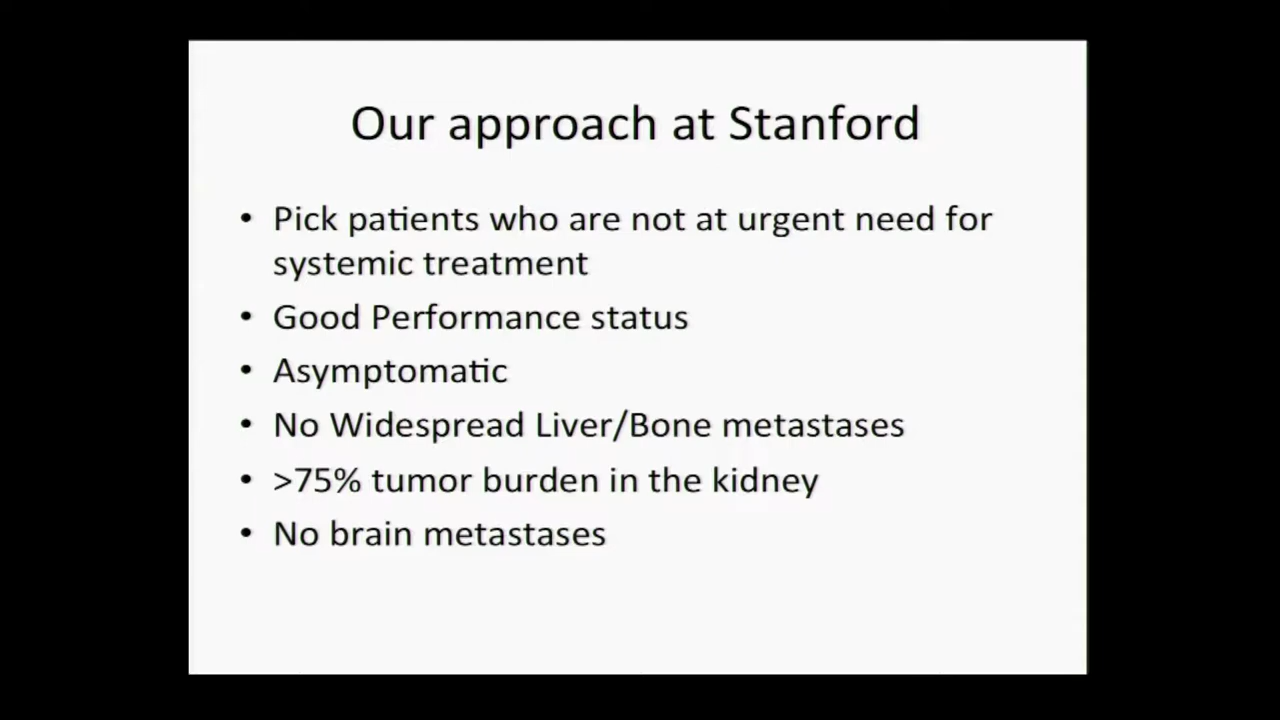 Our approach at Stanford
• Pick patients who are not at urgent need for
systemic treatment
• Good Performance status
• Asymptomatic
• No Widespread Liver/Bone metastases
• >75% tumor burden in the kidney
• No brain metastases